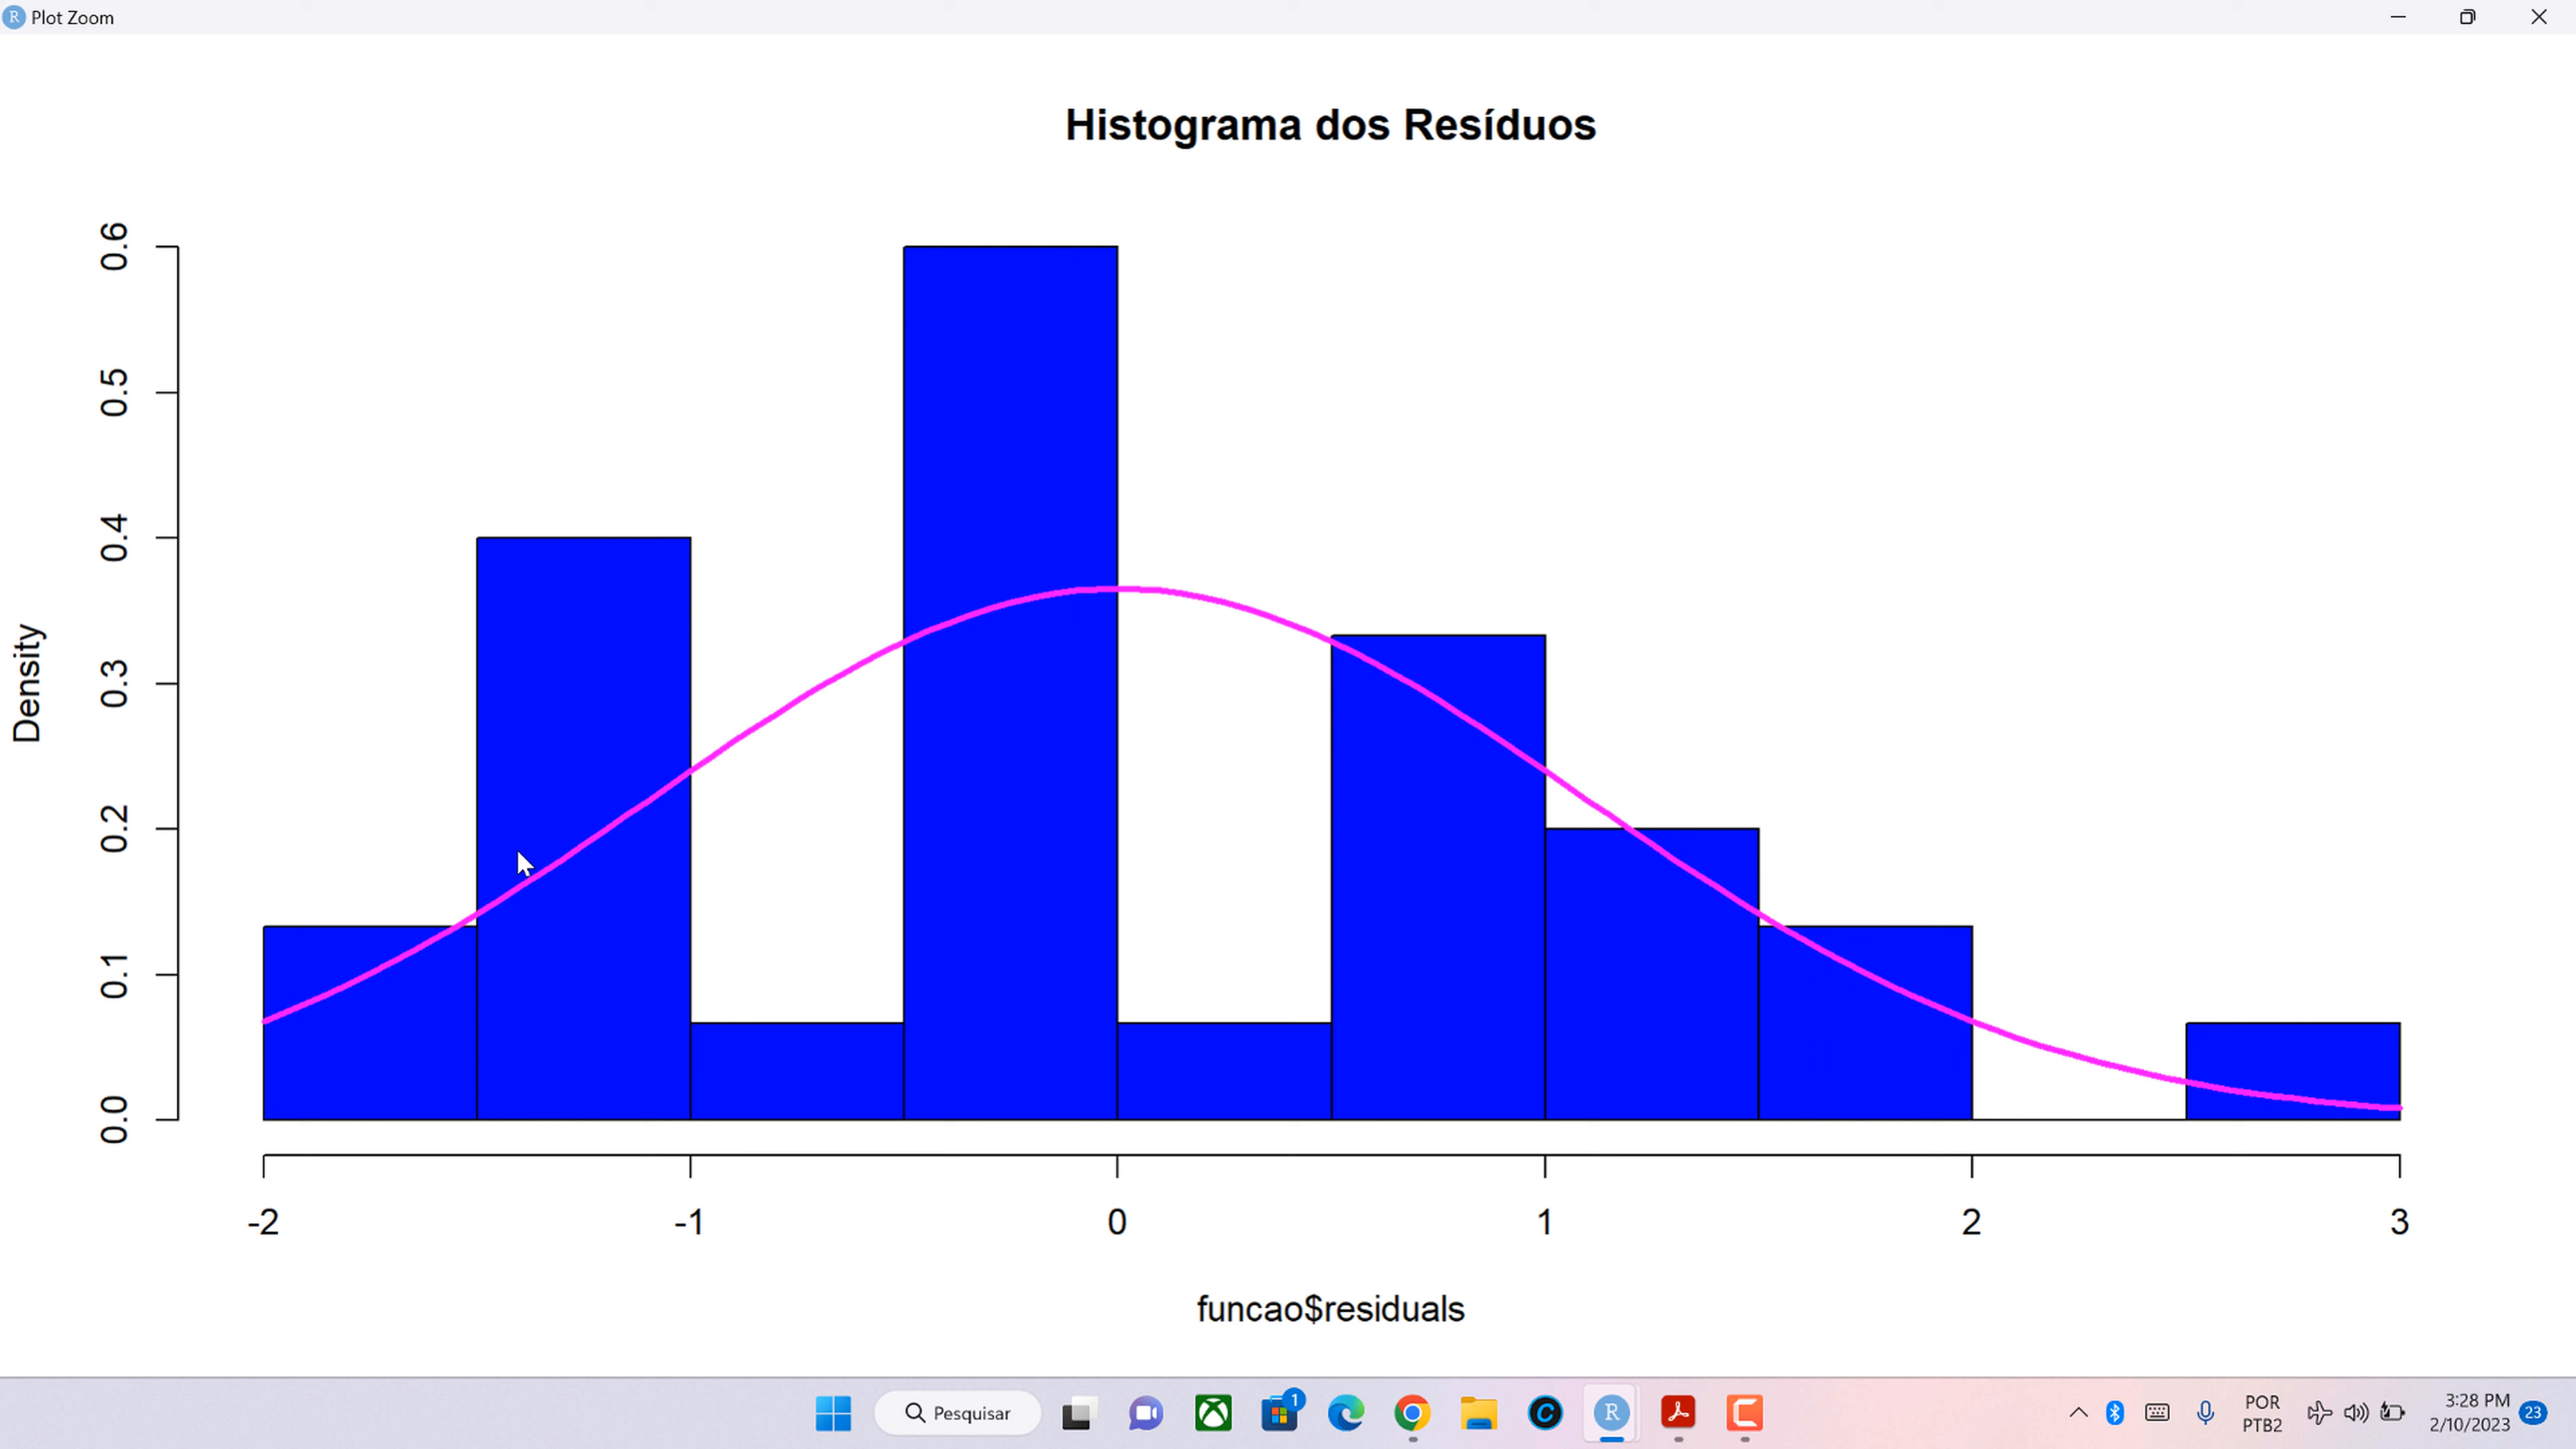 Plot Zoom
Histograma dos Resíduos
Density
0.6
0.5
0.4
0.3
0.2
0.1
0.0
-2 -1 0 1 2 3
funcao$residuals
Pesquisar
1
POR
PTB2
3:28 PM
2/10/2023
23